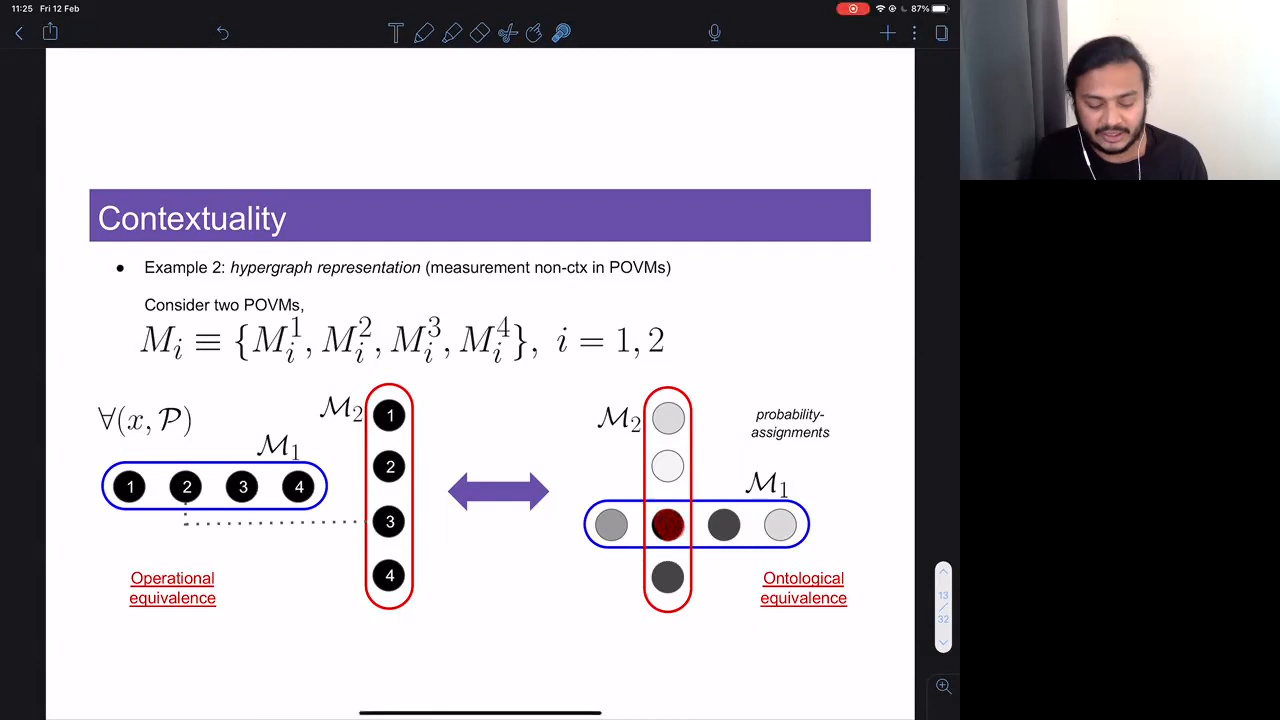 11:25 Fri 12 Feb
87%
T
Contextuality
● Example 2: hypergraph representation (measurement non-ctx in POVMs)
Consider two POVMs,
M_i ≡ {M_i^1, M_i^2, M_i^3, M_i^4}, i = 1, 2
∀(x, 𝒫)
ℳ_1
1 2 3 4
ℳ_2
1
2
3
4
Operational
equivalence
ℳ_2
probability-
assignments
ℳ_1
Ontological
equivalence
13
/
32